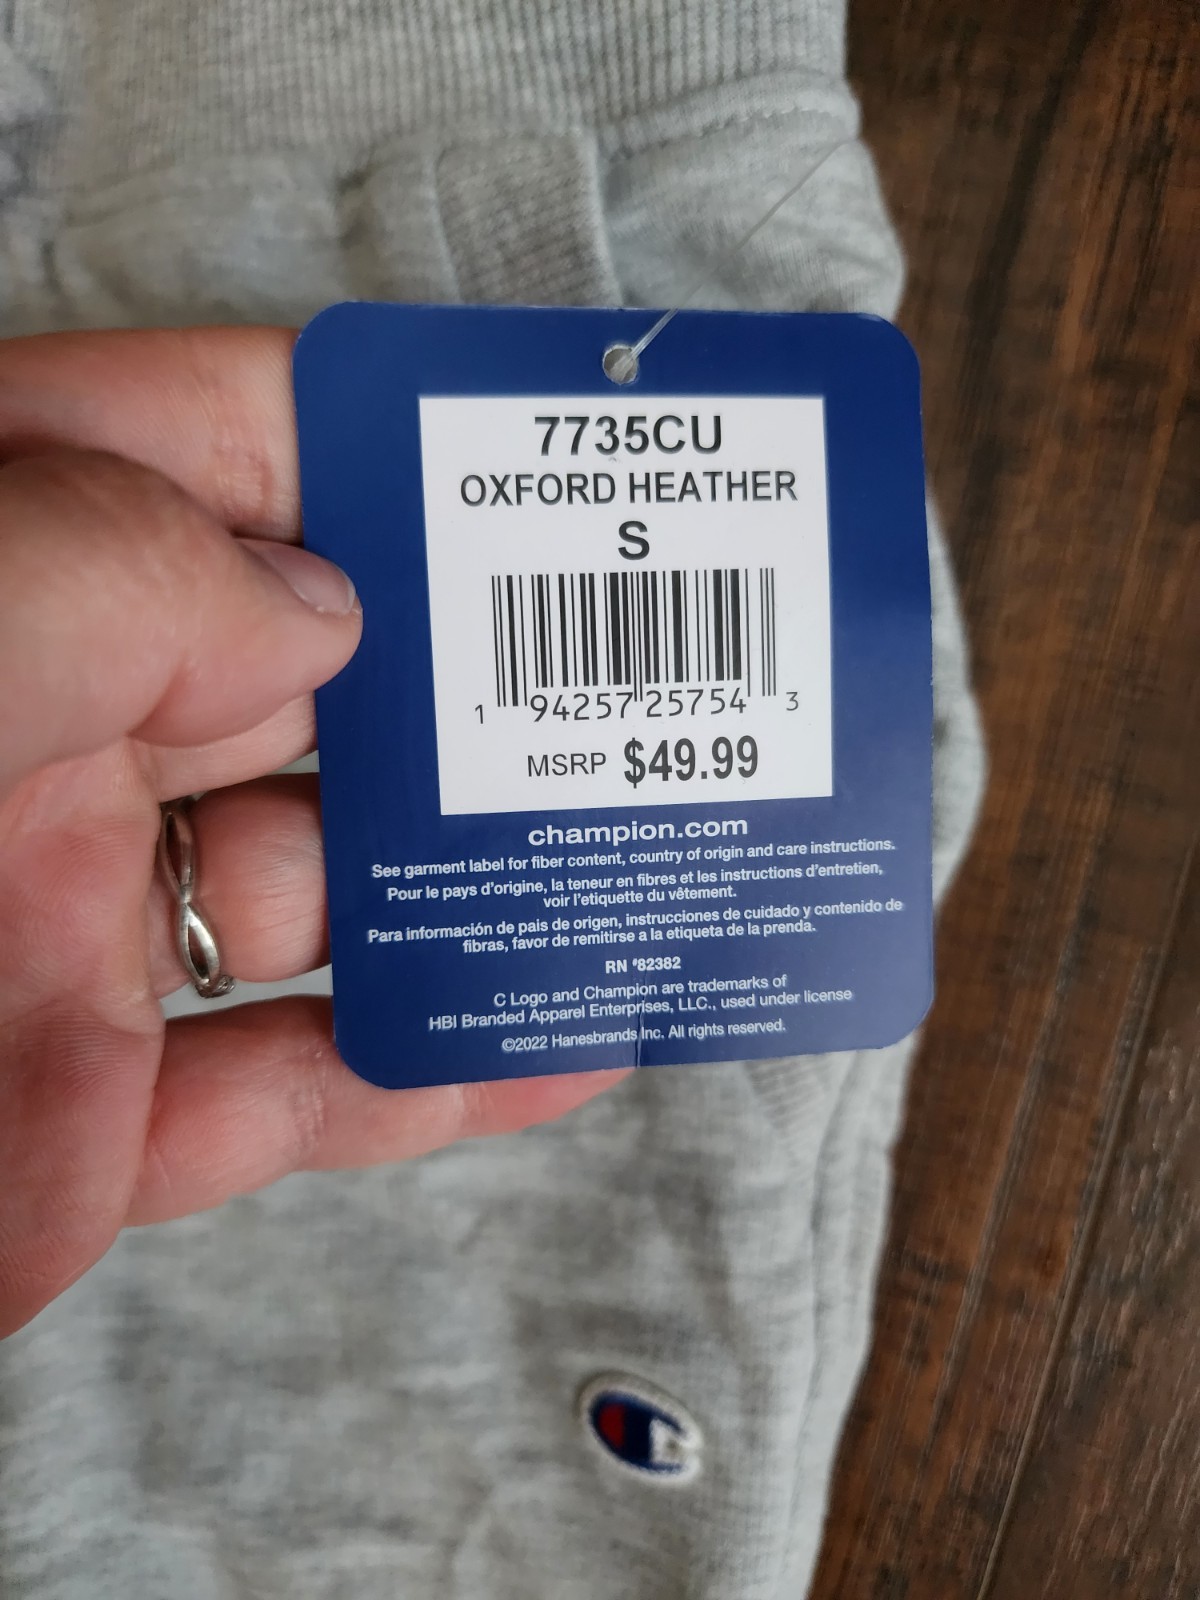 7735CU
OXFORD HEATHER
S
1 94257 25754 3
MSRP $49.99
champion.com
See garment label for fiber content, country of origin and care instructions.
Pour le pays d'origine, la teneur en fibres et les instructions d'entretien,
voir l'etiquette du vêtement.
Para información de pais de origen, instrucciones de cuidado y contenido de
fibras, favor de remitirse a la etiqueta de la prenda.
RN #82382
C Logo and Champion are trademarks of
HBI Branded Apparel Enterprises, LLC., used under license
©2022 Hanesbrands Inc. All rights reserved.